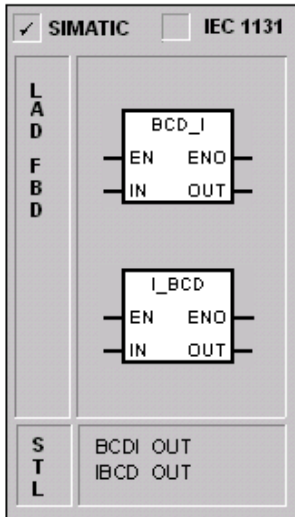 ✓ SIMATIC IEC 1131
LAD
FBD
BCD_I
EN ENO
IN OUT
I_BCD
EN ENO
IN OUT
STL
BCDI OUT
IBCD OUT